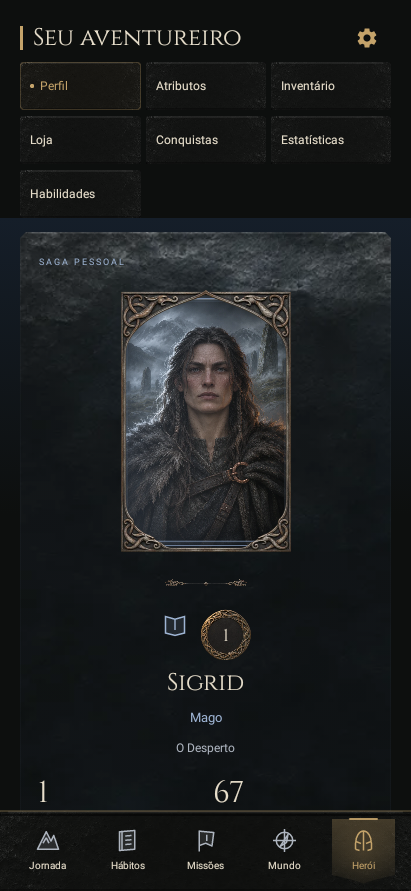 Seu aventureiro
Perfil
Atributos
Inventário
Loja
Conquistas
Estatísticas
Habilidades
SAGA PESSOAL
1
Sigrid
Mago
O Desperto
1
67
Jornada
Hábitos
Missões
Mundo
Herói